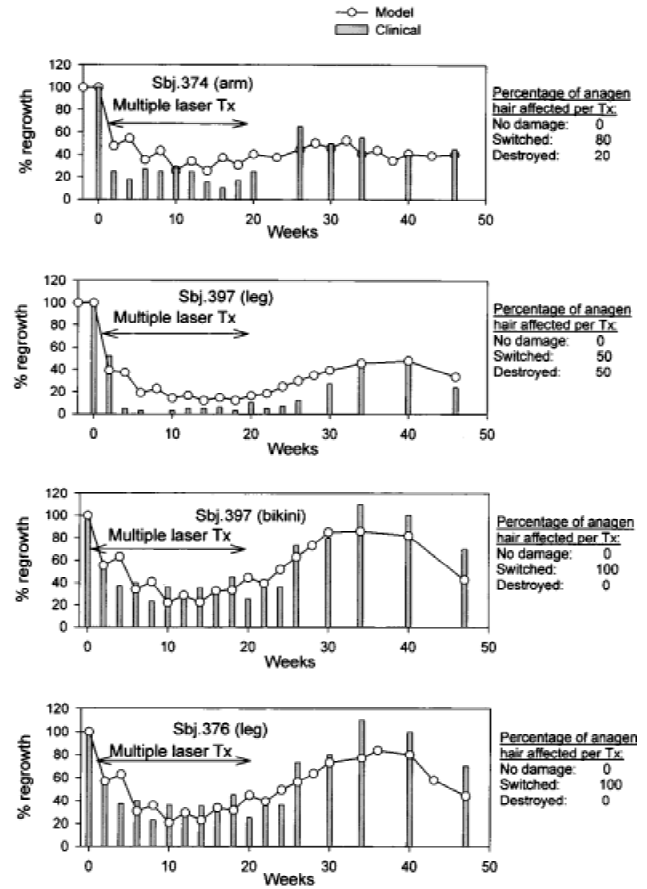 Model
Clinical
Sbj.374 (arm)
Multiple laser Tx
% regrowth
120
100
80
60
40
20
0
0 10 20 30 40 50
Weeks
Percentage of anagen
hair affected per Tx:
No damage: 0
Switched: 80
Destroyed: 20
Sbj.397 (leg)
Multiple laser Tx
% regrowth
120
100
80
60
40
20
0
0 10 20 30 40 50
Weeks
Percentage of anagen
hair affected per Tx:
No damage: 0
Switched: 50
Destroyed: 50
Sbj.397 (bikini)
Multiple laser Tx
% regrowth
120
100
80
60
40
20
0
0 10 20 30 40 50
Weeks
Percentage of anagen
hair affected per Tx:
No damage: 0
Switched: 100
Destroyed: 0
Sbj.376 (leg)
Multiple laser Tx
% regrowth
120
100
80
60
40
20
0
0 10 20 30 40 50
Weeks
Percentage of anagen
hair affected per Tx:
No damage: 0
Switched: 100
Destroyed: 0